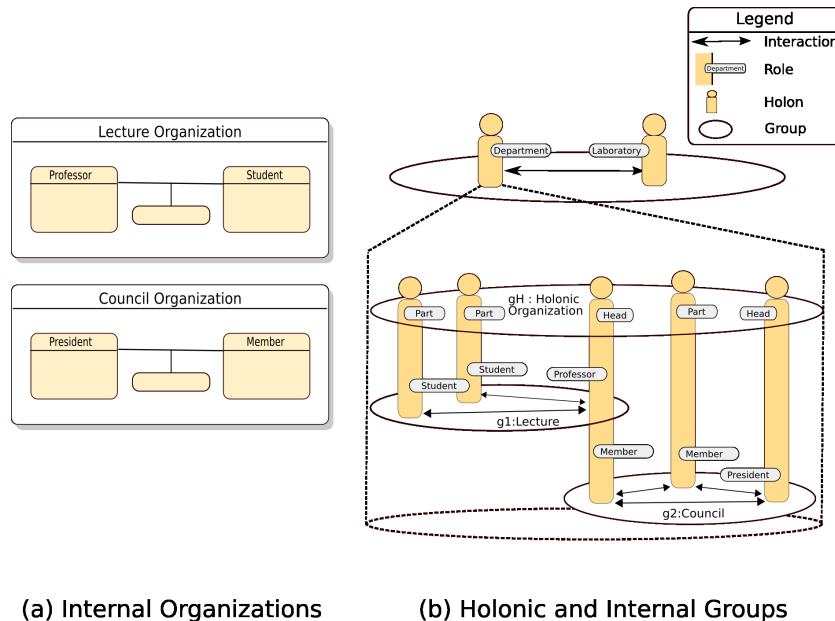 Legend
Interaction
Department
Role
Holon
Group
Lecture Organization
Professor
Student
Council Organization
President
Member
Department
Laboratory
gH : Holonic
Organization
Part
Part
Head
Part
Head
Student
Student
Professor
g1:Lecture
Member
Member
President
g2:Council
(a) Internal Organizations
(b) Holonic and Internal Groups